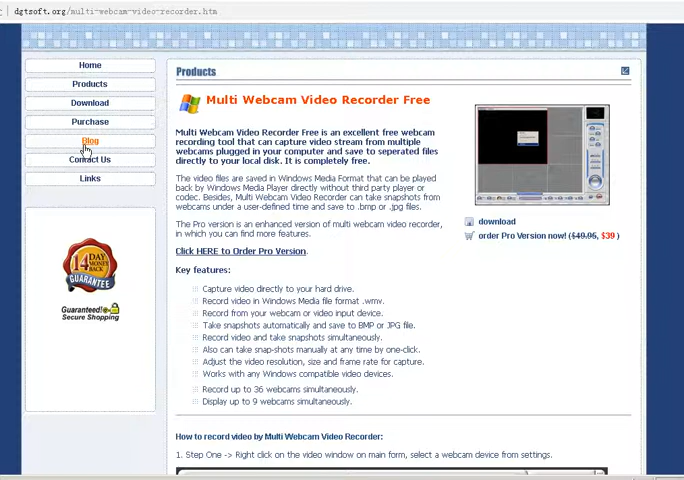 dgtsoft.org/multi-webcam-video-recorder.htm
Home
Products
Download
Purchase
Blog
Contact Us
Links
14 DAY
MONEY
BACK
GUARANTEE
Guaranteed!
Secure Shopping
Products
Multi Webcam Video Recorder Free
Multi Webcam Video Recorder Free is an excellent free webcam
recording tool that can capture video stream from multiple
webcams plugged in your computer and save to seperated files
directly to your local disk. It is completely free.
The video files are saved in Windows Media Format that can be played
back by Windows Media Player directly without third party player or
codec. Besides, Multi Webcam Video Recorder can take snapshots from
webcams under a user-defined time and save to .bmp or .jpg files.
The Pro version is an enhanced version of multi webcam video recorder,
in which you can find more features.
Click HERE to Order Pro Version.
download
order Pro Version now! ($49.95, $39 )
Key features:
Capture video directly to your hard drive.
Record video in Windows Media file format .wmv.
Record from your webcam or video input device.
Take snapshots automatically and save to BMP or JPG file.
Record video and take snapshots simultaneously.
Also can take snap-shots manually at any time by one-click.
Adjust the video resolution, size and frame rate for capture.
Works with any Windows compatible video devices.
Record up to 36 webcams simultaneously.
Display up to 9 webcams simultaneously.
How to record video by Multi Webcam Video Recorder:
1. Step One -> Right click on the video window on main form, select a webcam device from settings.